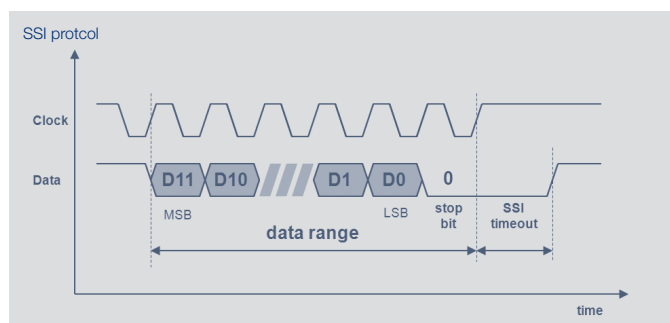 SSI protcol
Clock
Data
D11 D10 D1 D0 0
MSB
LSB
stop
bit
SSI
timeout
data range
time